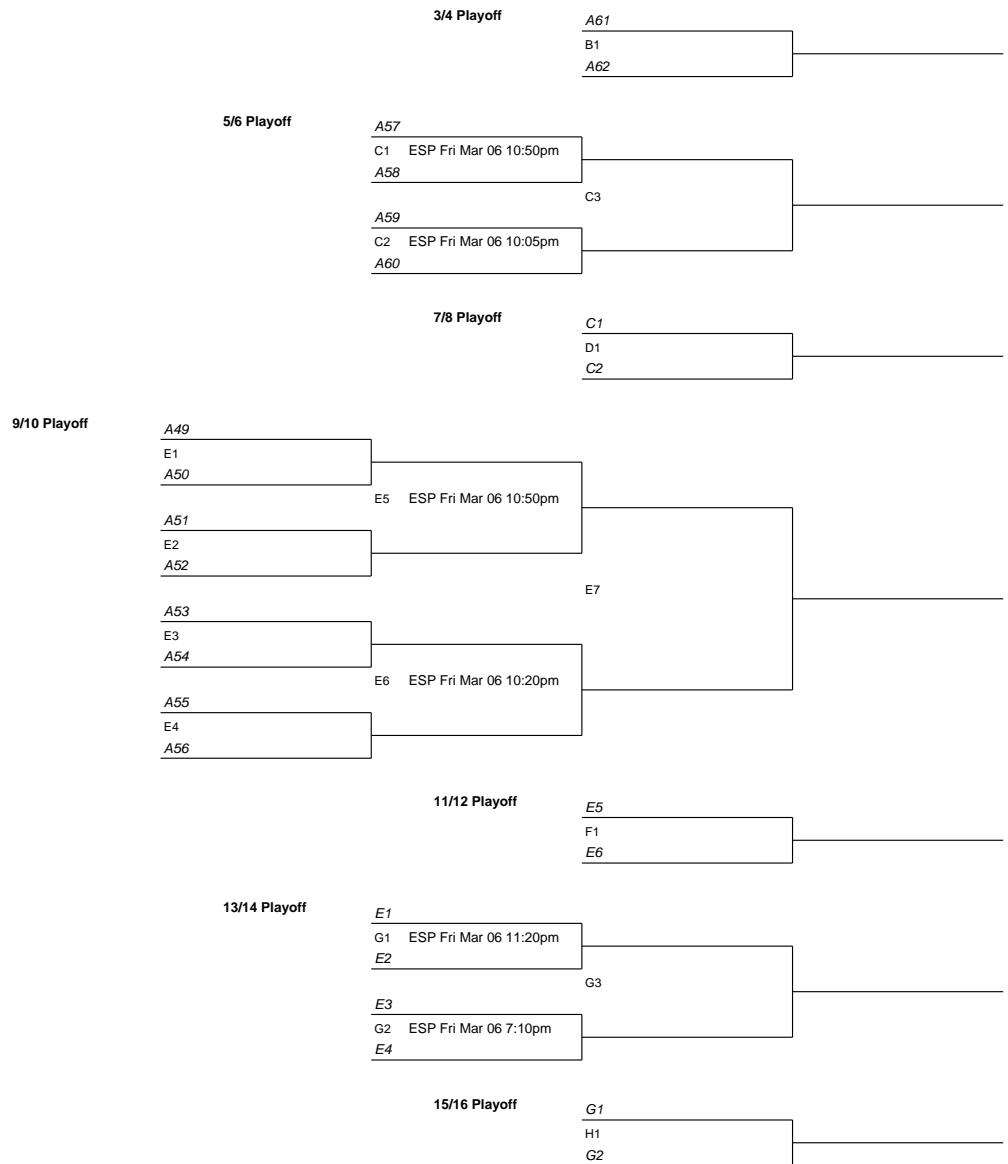 3/4 Playoff
A61
B1
A62
5/6 Playoff
A57
C1 ESP Fri Mar 06 10:50pm
A58
C3
A59
C2 ESP Fri Mar 06 10:05pm
A60
7/8 Playoff
C1
D1
C2
9/10 Playoff
A49
E1
A50
E5 ESP Fri Mar 06 10:50pm
A51
E2
A52
E7
A53
E3
A54
E6 ESP Fri Mar 06 10:20pm
A55
E4
A56
11/12 Playoff
E5
F1
E6
13/14 Playoff
E1
G1 ESP Fri Mar 06 11:20pm
E2
G3
E3
G2 ESP Fri Mar 06 7:10pm
E4
15/16 Playoff
G1
H1
G2